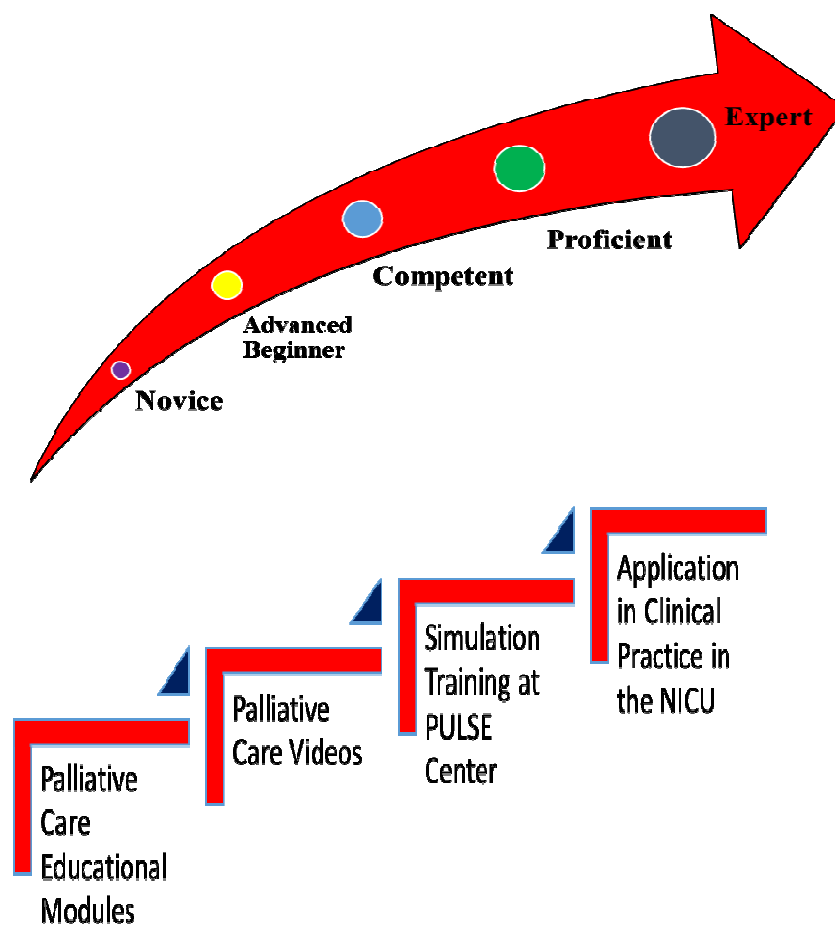 Expert
Proficient
Competent
Advanced
Beginner
Novice
Application
in Clinical
Practice in
the NICU
Simulation
Training at
PULSE
Center
Palliative
Care Videos
Palliative
Care
Educational
Modules